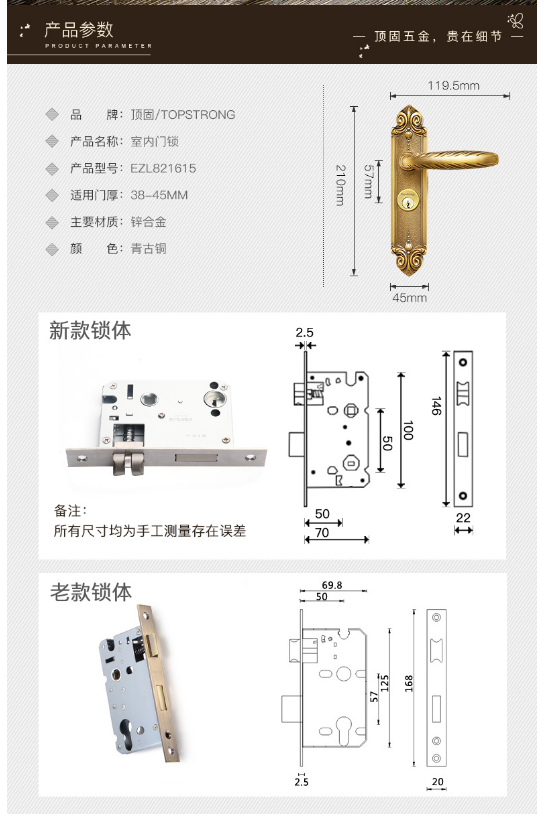 产品参数
PRODUCT PARAMETER
顶固五金，贵在细节
品　　牌：顶固/TOPSTRONG
产品名称：室内门锁
产品型号：EZL821615
适用门厚：38-45MM
主要材质：锌合金
颜　　色：青古铜
119.5mm
210mm
57mm
45mm
新款锁体
2.5
50
100
146
50
70
22
备注：
所有尺寸均为手工测量存在误差
老款锁体
69.8
50
57
125
168
2.5
20